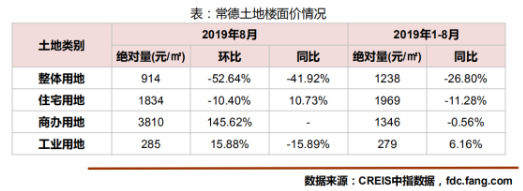 表：常德土地楼面价情况
土地类别 2019年8月 2019年1-8月
绝对量(元/㎡) 环比 同比 绝对量(元/㎡) 同比
整体用地 914 -52.64% -41.92% 1238 -26.80%
住宅用地 1834 -10.40% 10.73% 1969 -11.28%
商办用地 3810 145.62% - 1346 -0.56%
工业用地 285 15.88% -15.89% 279 6.16%
数据来源：CREIS中指数据，fdc.fang.com